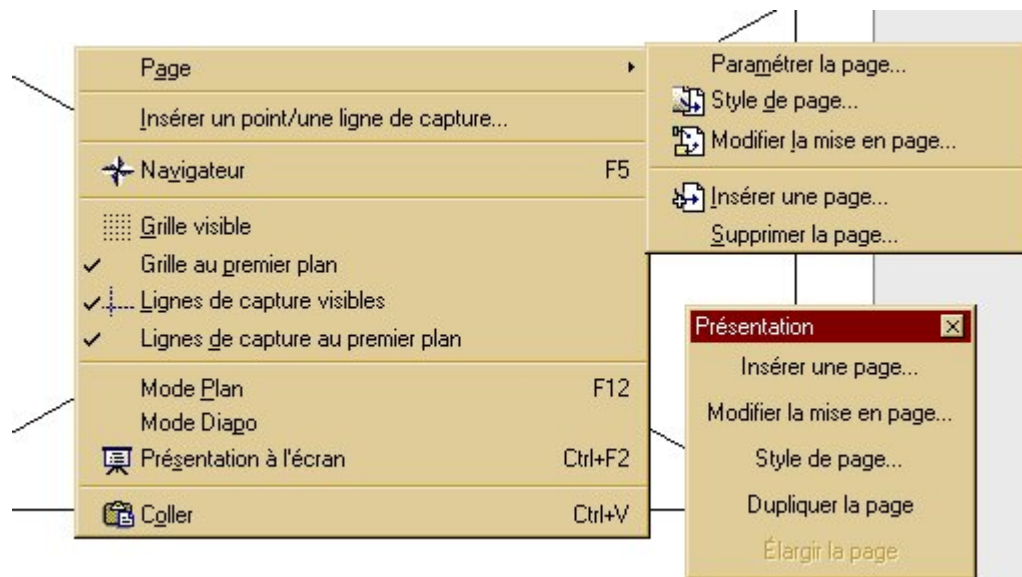 Page
Insérer un point/une ligne de capture...
Navigateur F5
Grille visible
Grille au premier plan
Lignes de capture visibles
Lignes de capture au premier plan
Mode Plan F12
Mode Diapo
Présentation à l'écran Ctrl+F2
Coller Ctrl+V
Paramétrer la page...
Style de page...
Modifier la mise en page...
Insérer une page...
Supprimer la page...
Présentation
Insérer une page...
Modifier la mise en page...
Style de page...
Dupliquer la page
Élargir la page